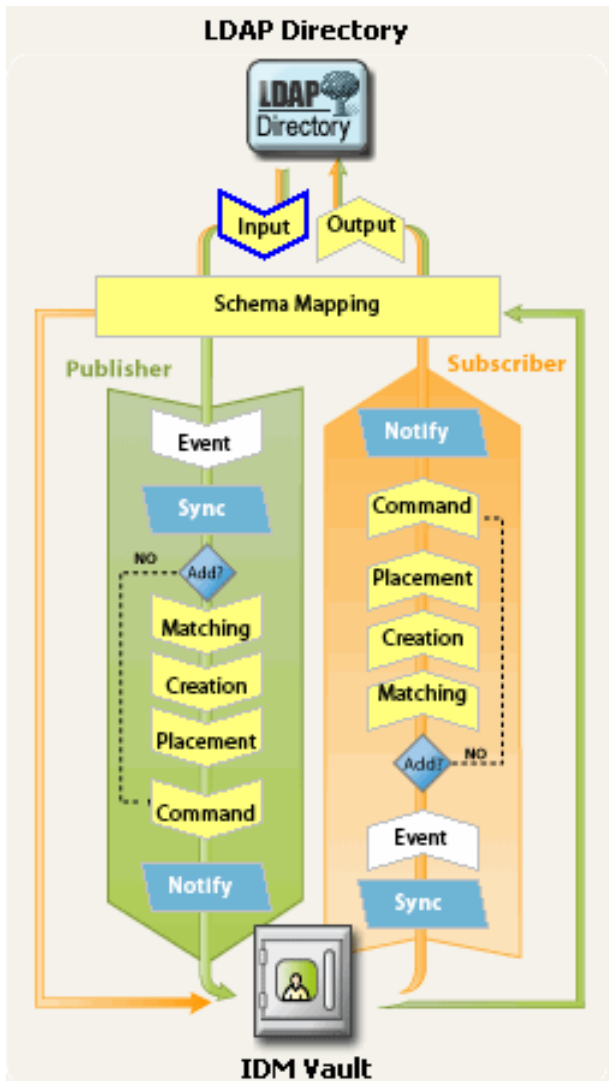 LDAP Directory
LDAP
Directory
Input
Output
Schema Mapping
Publisher
Subscriber
Event
Sync
NO
Add?
Matching
Creation
Placement
Command
Notify
Notify
Command
Placement
Creation
Matching
Add?
NO
Event
Sync
IDM Vault